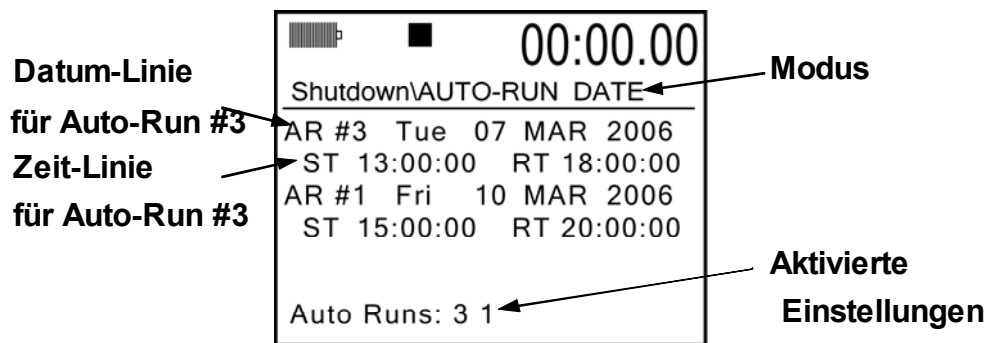 00:00.00
Shutdown\AUTO-RUN DATE
Modus
Datum-Linie
für Auto-Run #3
Zeit-Linie
für Auto-Run #3
AR #3 Tue 07 MAR 2006
ST 13:00:00 RT 18:00:00
AR #1 Fri 10 MAR 2006
ST 15:00:00 RT 20:00:00
Auto Runs: 3 1
Aktivierte
Einstellungen